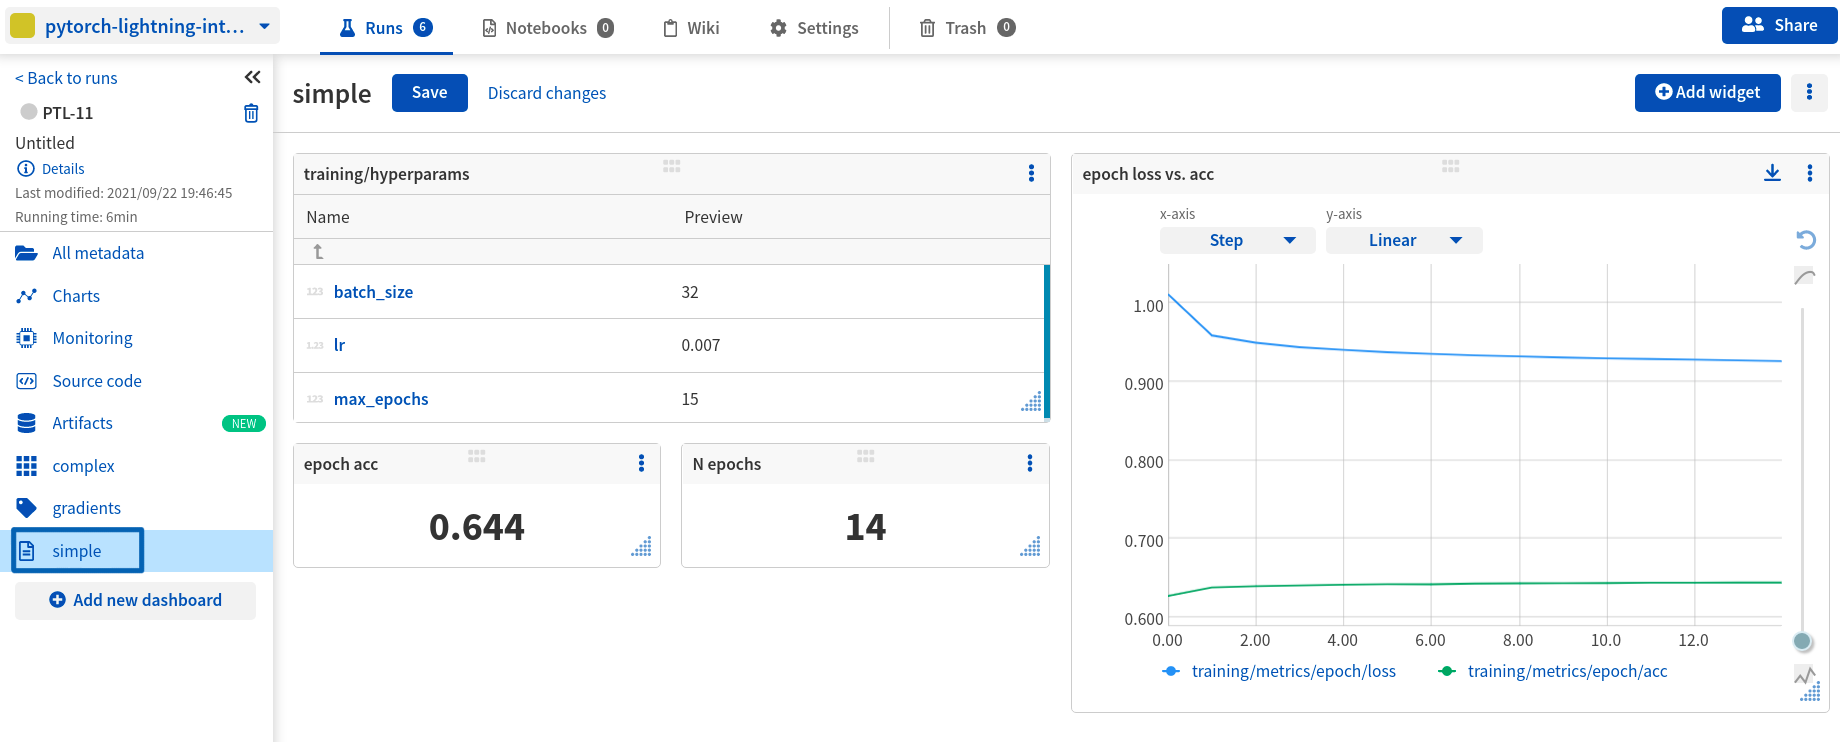 pytorch-lightning-int...
Runs 6
Notebooks 0
Wiki
Settings
Trash 0
Share
< Back to runs
PTL-11
Untitled
Details
Last modified: 2021/09/22 19:46:45
Running time: 6min
All metadata
Charts
Monitoring
Source code
Artifacts NEW
complex
gradients
simple
Add new dashboard
simple
Save
Discard changes
Add widget
training/hyperparams
Name Preview
123 batch_size 32
1.23 lr 0.007
123 max_epochs 15
epoch acc
0.644
N epochs
14
epoch loss vs. acc
x-axis y-axis
Step Linear
1.00
0.900
0.800
0.700
0.600
0.00 2.00 4.00 6.00 8.00 10.0 12.0
training/metrics/epoch/loss training/metrics/epoch/acc